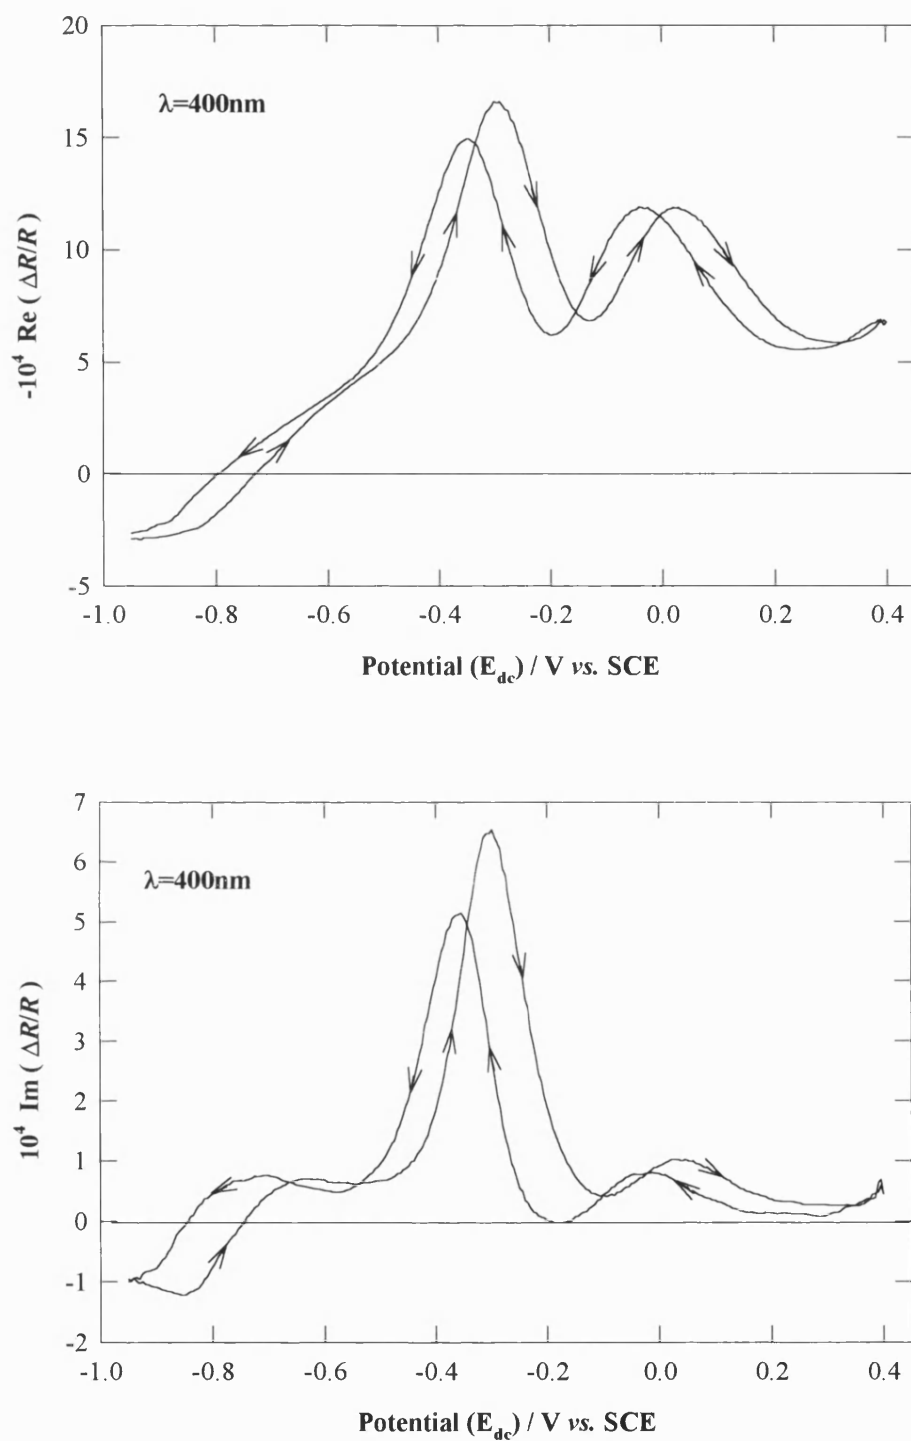 20
λ=400nm
15
10
5
0
-5
-10⁴ Re ( ΔR/R )
-1.0 -0.8 -0.6 -0.4 -0.2 0.0 0.2 0.4
Potential (E_dc) / V vs. SCE
7
λ=400nm
6
5
4
3
2
1
0
-1
-2
10⁴ Im ( ΔR/R )
-1.0 -0.8 -0.6 -0.4 -0.2 0.0 0.2 0.4
Potential (E_dc) / V vs. SCE